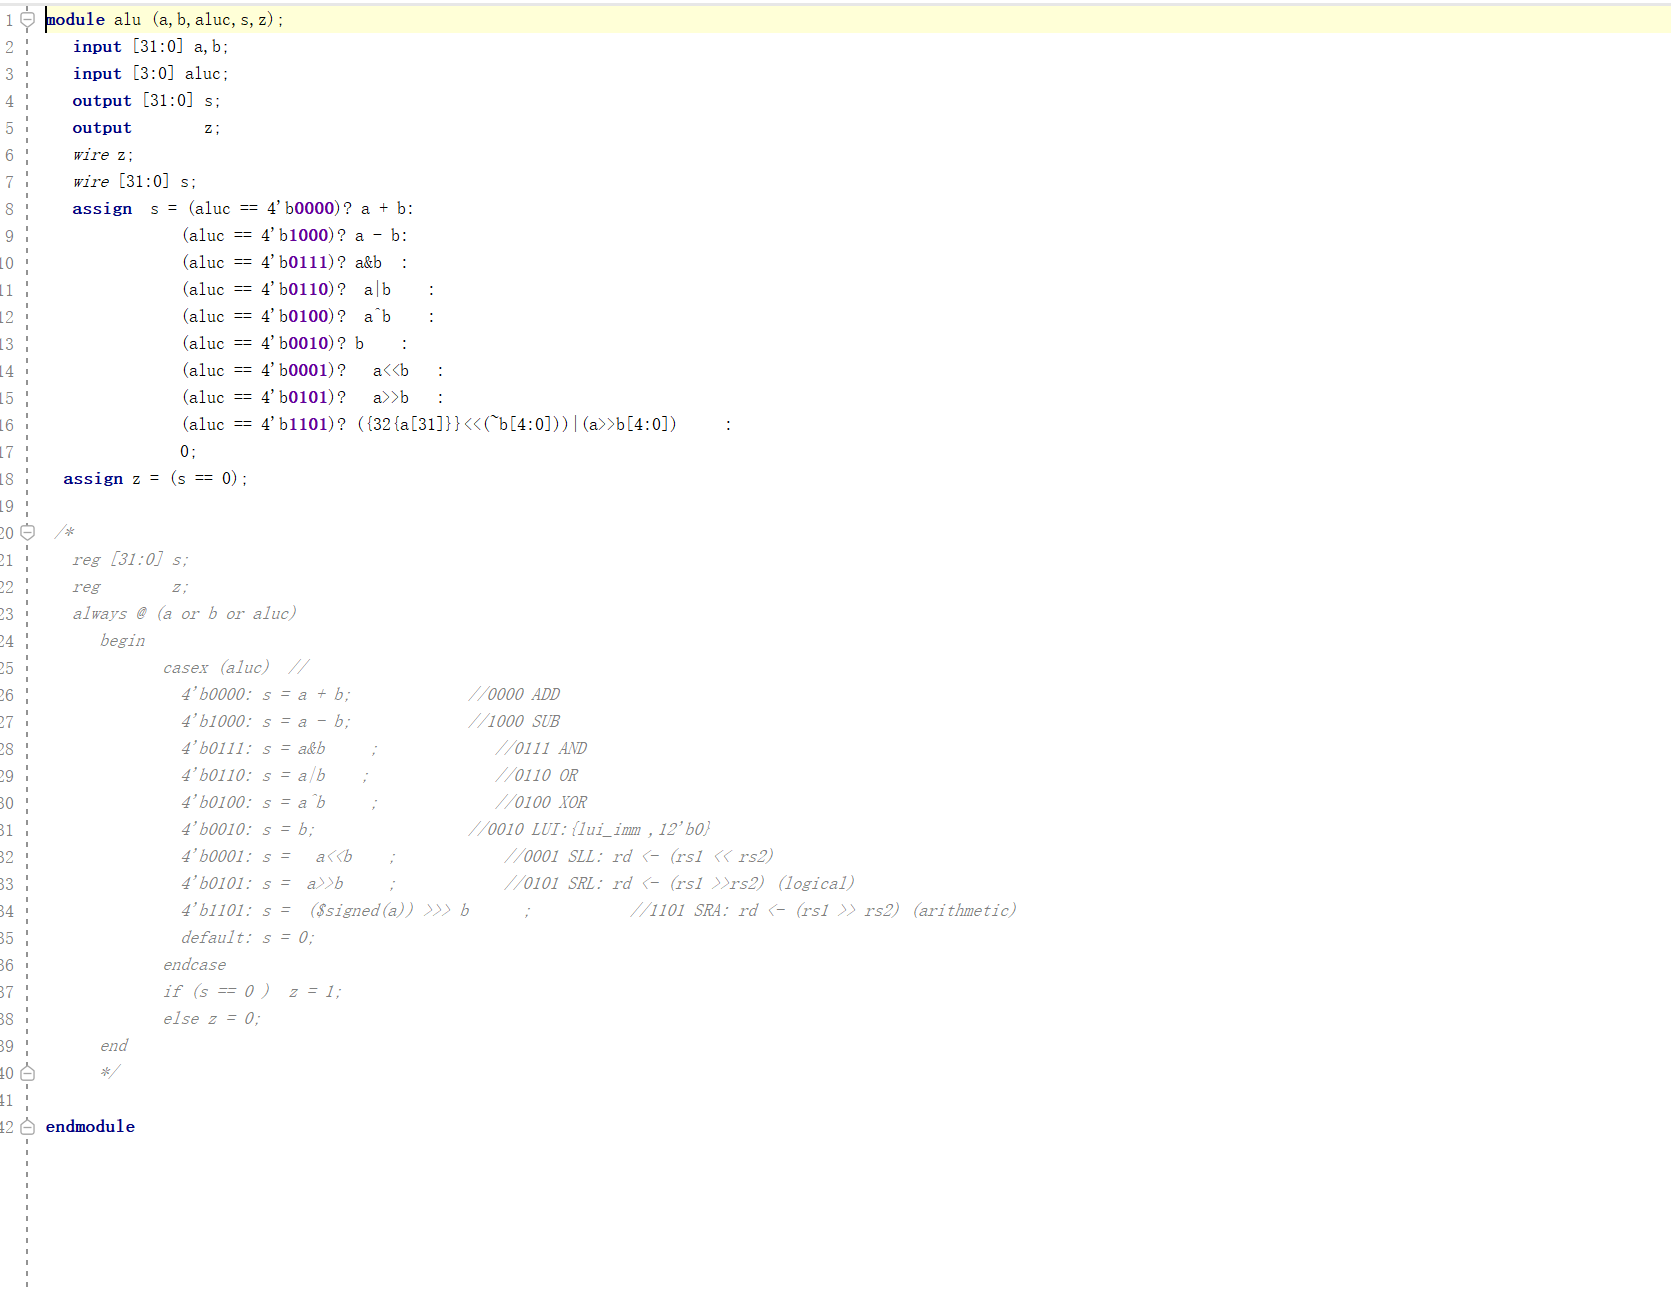 1 module alu (a,b,aluc,s,z);
2 input [31:0] a,b;
3 input [3:0] aluc;
4 output [31:0] s;
5 output z;
6 wire z;
7 wire [31:0] s;
8 assign s = (aluc == 4'b0000)? a + b:
9 (aluc == 4'b1000)? a - b:
10 (aluc == 4'b0111)? a&b :
11 (aluc == 4'b0110)? a|b :
12 (aluc == 4'b0100)? a^b :
13 (aluc == 4'b0010)? b :
14 (aluc == 4'b0001)? a<<b :
15 (aluc == 4'b0101)? a>>b :
16 (aluc == 4'b1101)? ({32{a[31]}}<<(~b[4:0]))|(a>>b[4:0]) :
17 0;
18 assign z = (s == 0);
19
20 /*
21 reg [31:0] s;
22 reg z;
23 always @ (a or b or aluc)
24 begin
25 casex (aluc) //
26 4'b0000: s = a + b; //0000 ADD
27 4'b1000: s = a - b; //1000 SUB
28 4'b0111: s = a&b ; //0111 AND
29 4'b0110: s = a|b ; //0110 OR
30 4'b0100: s = a^b ; //0100 XOR
31 4'b0010: s = b; //0010 LUI:{lui_imm ,12'b0}
32 4'b0001: s = a<<b ; //0001 SLL: rd <- (rs1 << rs2)
33 4'b0101: s = a>>b ; //0101 SRL: rd <- (rs1 >>rs2) (logical)
34 4'b1101: s = ($signed(a)) >>> b ; //1101 SRA: rd <- (rs1 >> rs2) (arithmetic)
35 default: s = 0;
36 endcase
37 if (s == 0 ) z = 1;
38 else z = 0;
39 end
40 */
41
42 endmodule